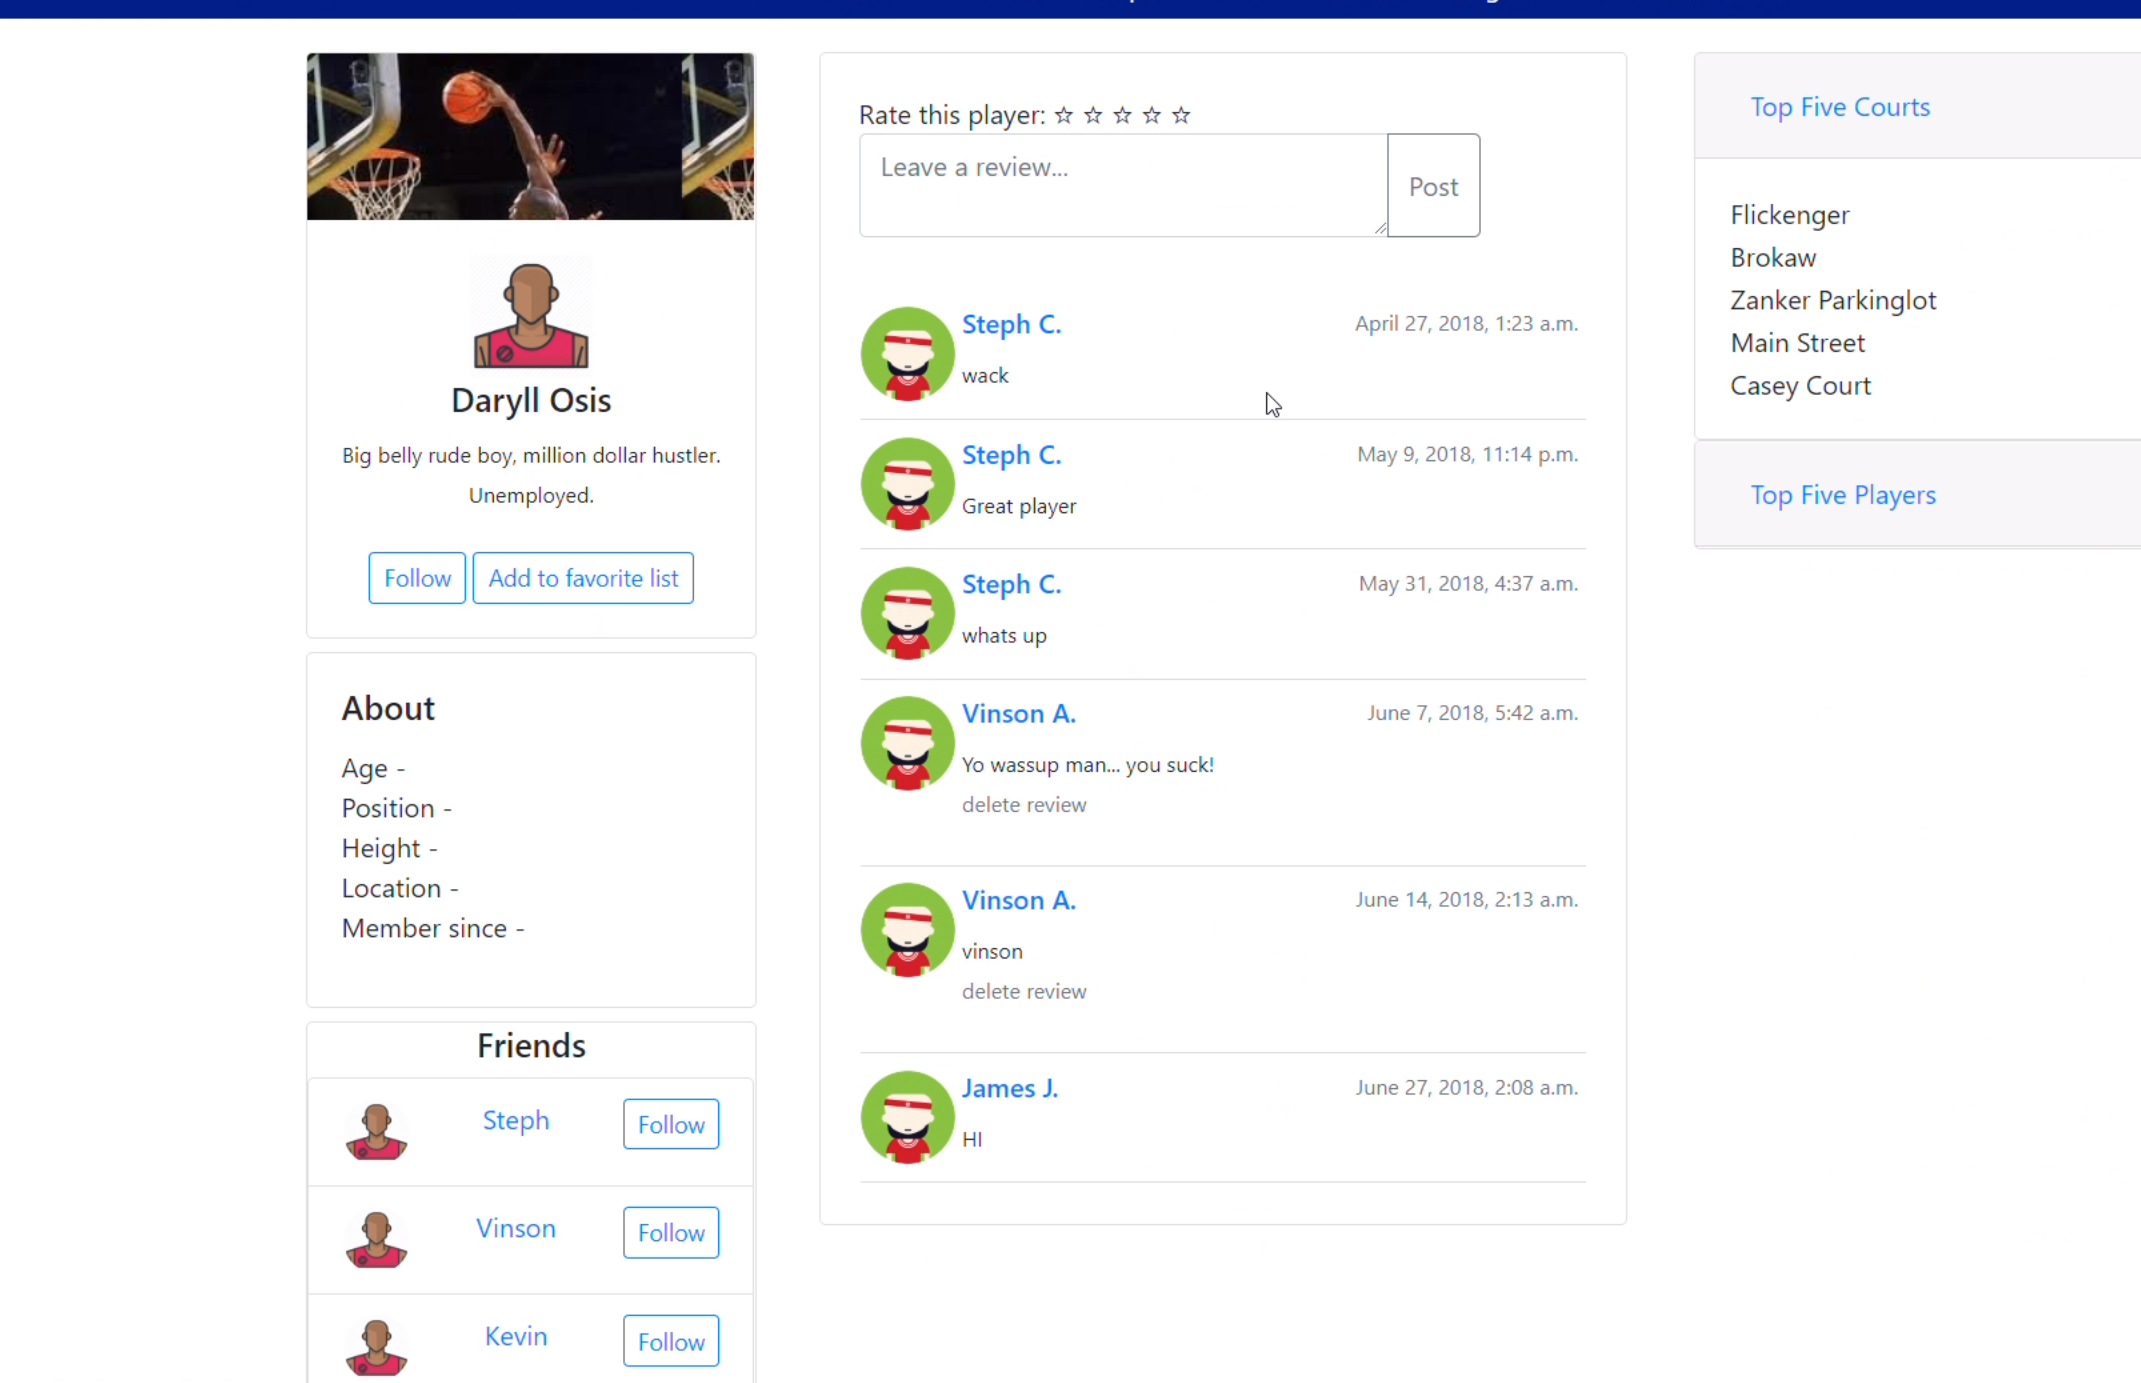 Daryll Osis
Big belly rude boy, million dollar hustler.
Unemployed.
Follow
Add to favorite list
About
Age -
Position -
Height -
Location -
Member since -
Friends
Steph
Follow
Vinson
Follow
Kevin
Follow
Rate this player: ☆ ☆ ☆ ☆ ☆
Leave a review...
Post
Steph C.
April 27, 2018, 1:23 a.m.
wack
Steph C.
May 9, 2018, 11:14 p.m.
Great player
Steph C.
May 31, 2018, 4:37 a.m.
whats up
Vinson A.
June 7, 2018, 5:42 a.m.
Yo wassup man... you suck!
delete review
Vinson A.
June 14, 2018, 2:13 a.m.
vinson
delete review
James J.
June 27, 2018, 2:08 a.m.
HI
Top Five Courts
Flickenger
Brokaw
Zanker Parkinglot
Main Street
Casey Court
Top Five Players